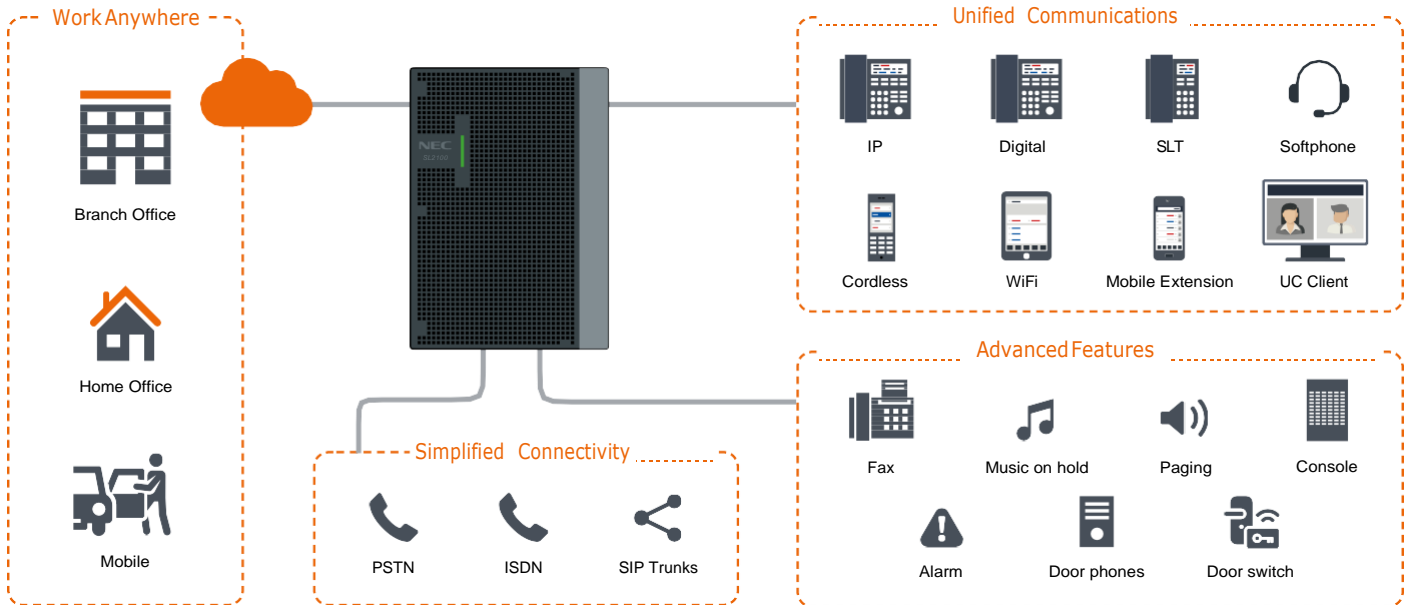 Work Anywhere
Branch Office
Home Office
Mobile
NEC
SL2100
Simplified Connectivity
PSTN
ISDN
SIP Trunks
Unified Communications
IP
Digital
SLT
Softphone
Cordless
WiFi
Mobile Extension
UC Client
Advanced Features
Fax
Music on hold
Paging
Console
Alarm
Door phones
Door switch